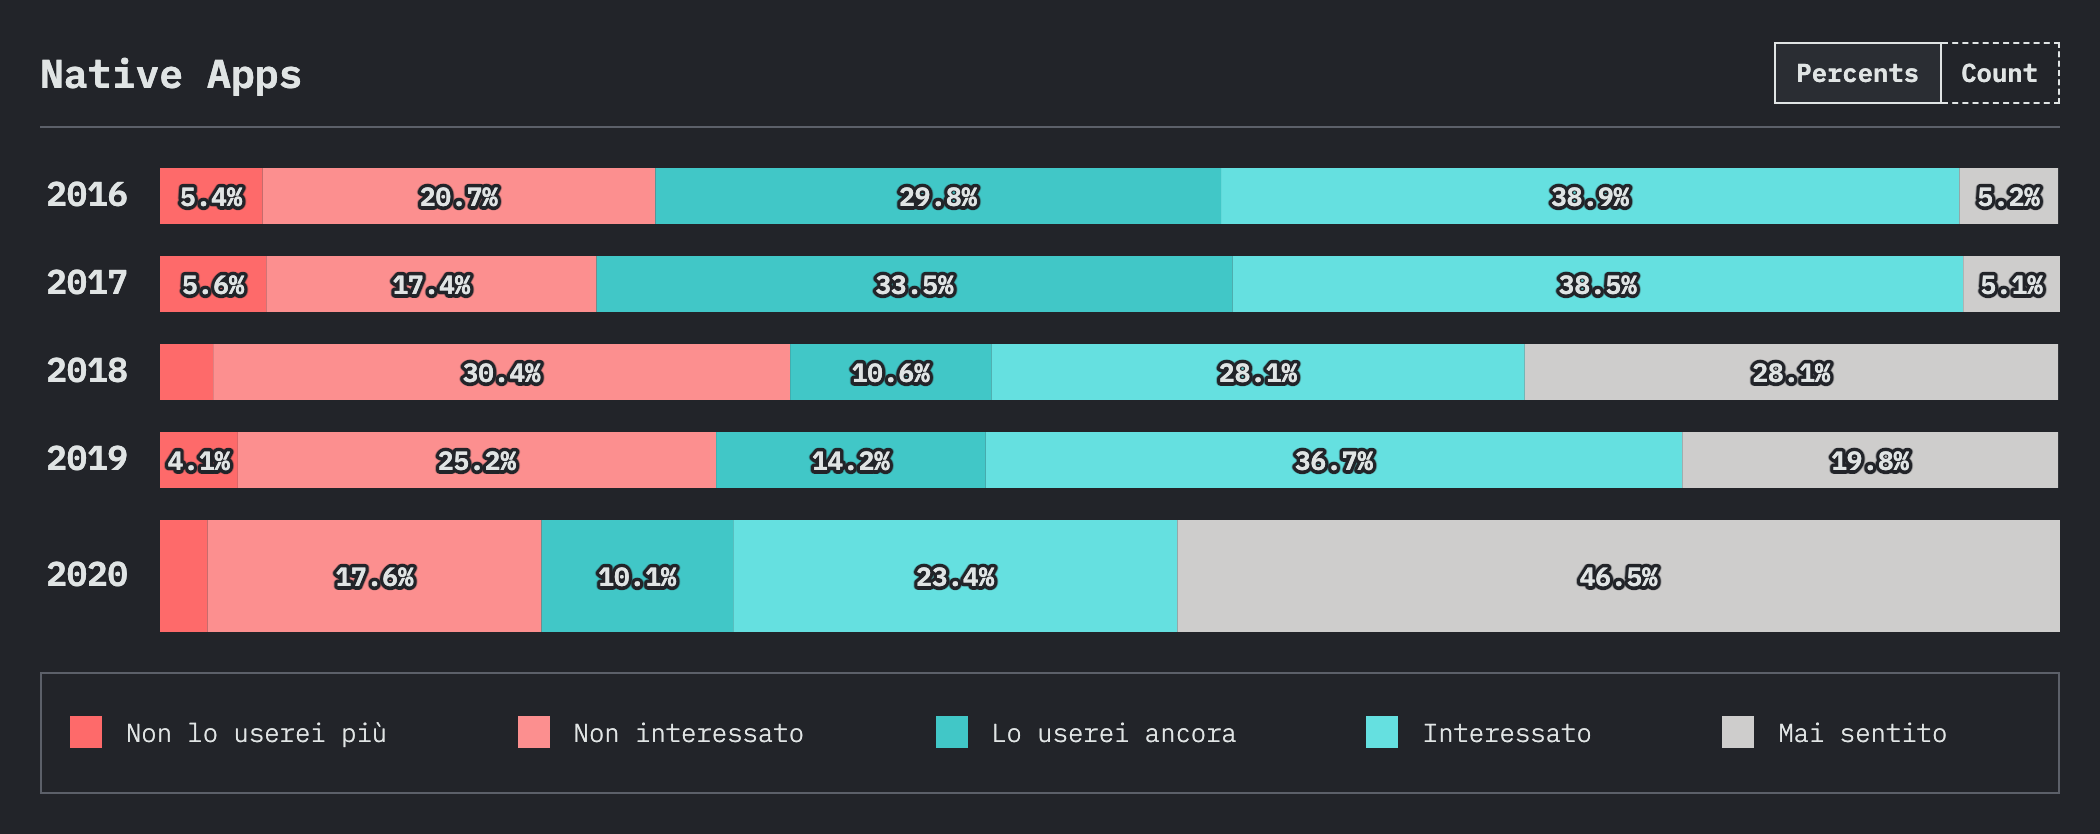 Native Apps
Percents Count
2016 5.4% 20.7% 29.8% 38.9% 5.2%
2017 5.6% 17.4% 33.5% 38.5% 5.1%
2018 30.4% 10.6% 28.1% 28.1%
2019 4.1% 25.2% 14.2% 36.7% 19.8%
2020 17.6% 10.1% 23.4% 46.5%
Non lo userei più Non interessato Lo userei ancora Interessato Mai sentito